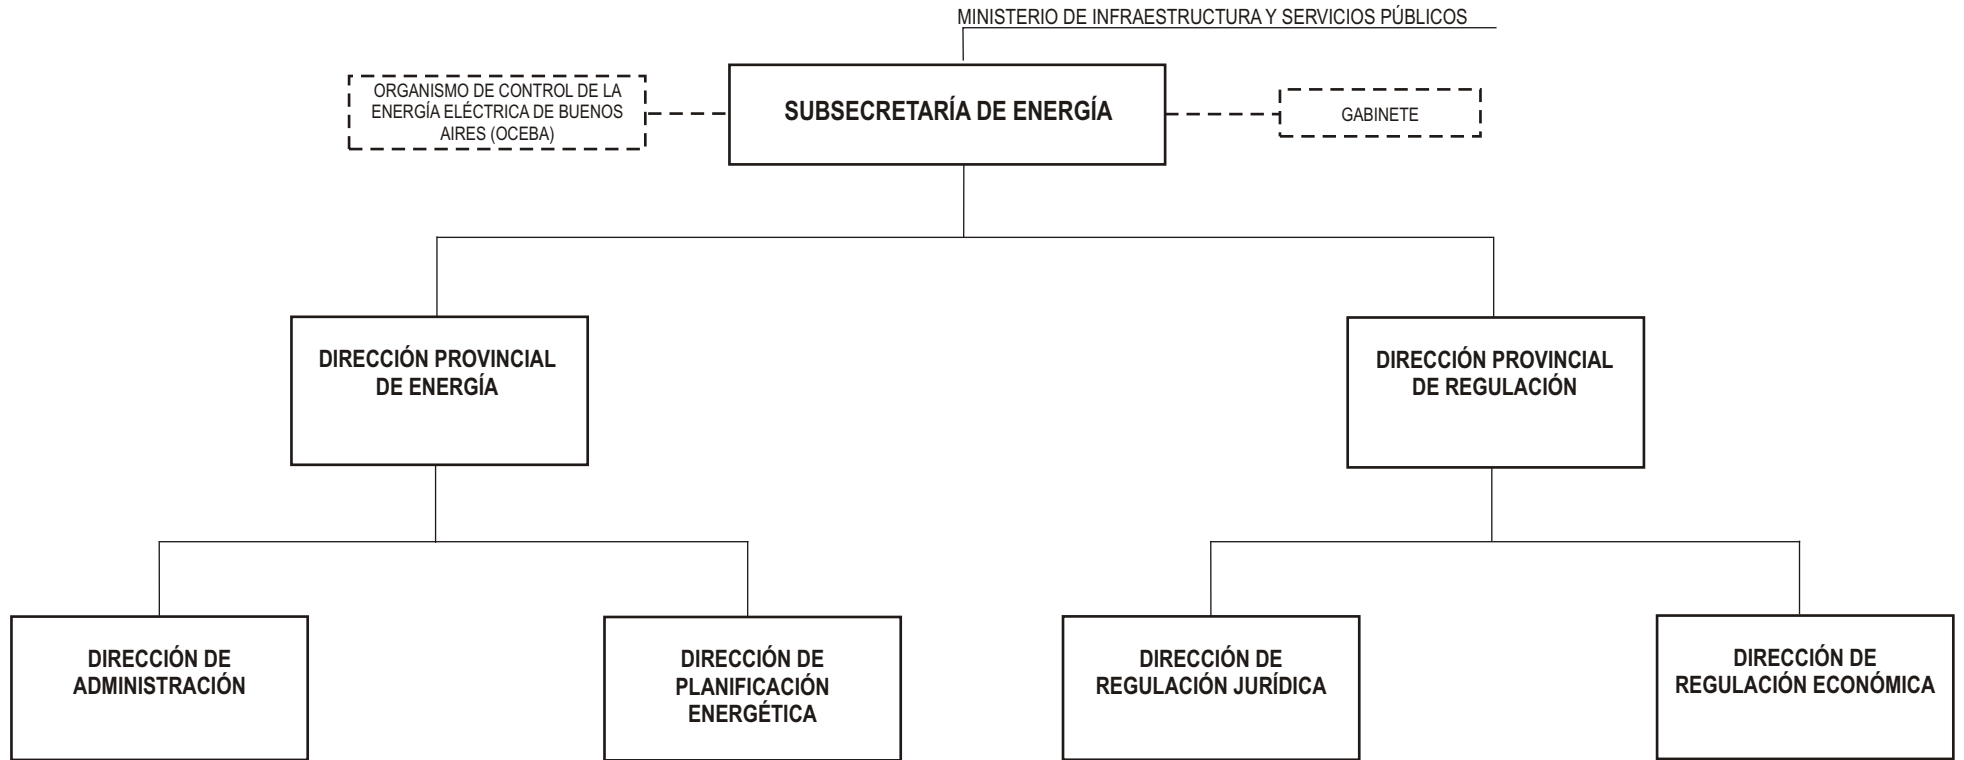 MINISTERIO DE INFRAESTRUCTURA Y SERVICIOS PÚBLICOS
ORGANISMO DE CONTROL DE LA
ENERGÍA ELÉCTRICA DE BUENOS
AIRES (OCEBA)
SUBSECRETARÍA DE ENERGÍA
GABINETE
DIRECCIÓN PROVINCIAL
DE ENERGÍA
DIRECCIÓN PROVINCIAL
DE REGULACIÓN
DIRECCIÓN DE
ADMINISTRACIÓN
DIRECCIÓN DE
PLANIFICACIÓN
ENERGÉTICA
DIRECCIÓN DE
REGULACIÓN JURÍDICA
DIRECCIÓN DE
REGULACIÓN ECONÓMICA